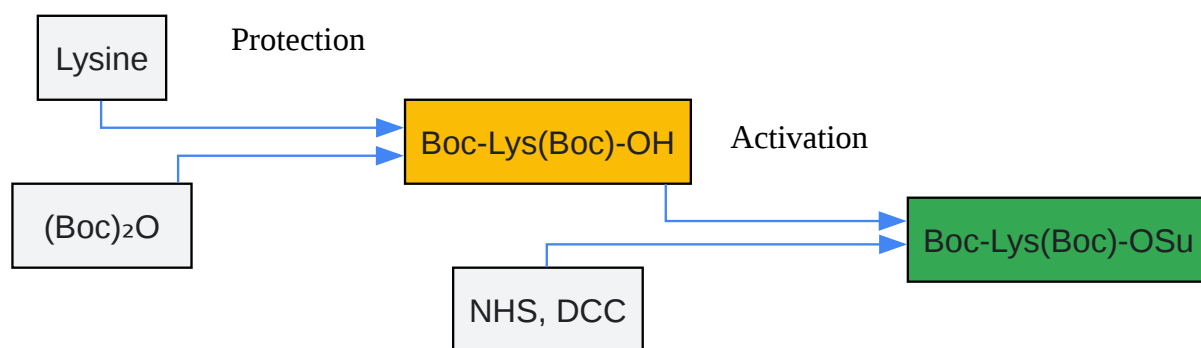 Lysine
Protection
Boc-Lys(Boc)-OH
Activation
(Boc)₂O
Boc-Lys(Boc)-OSu
NHS, DCC